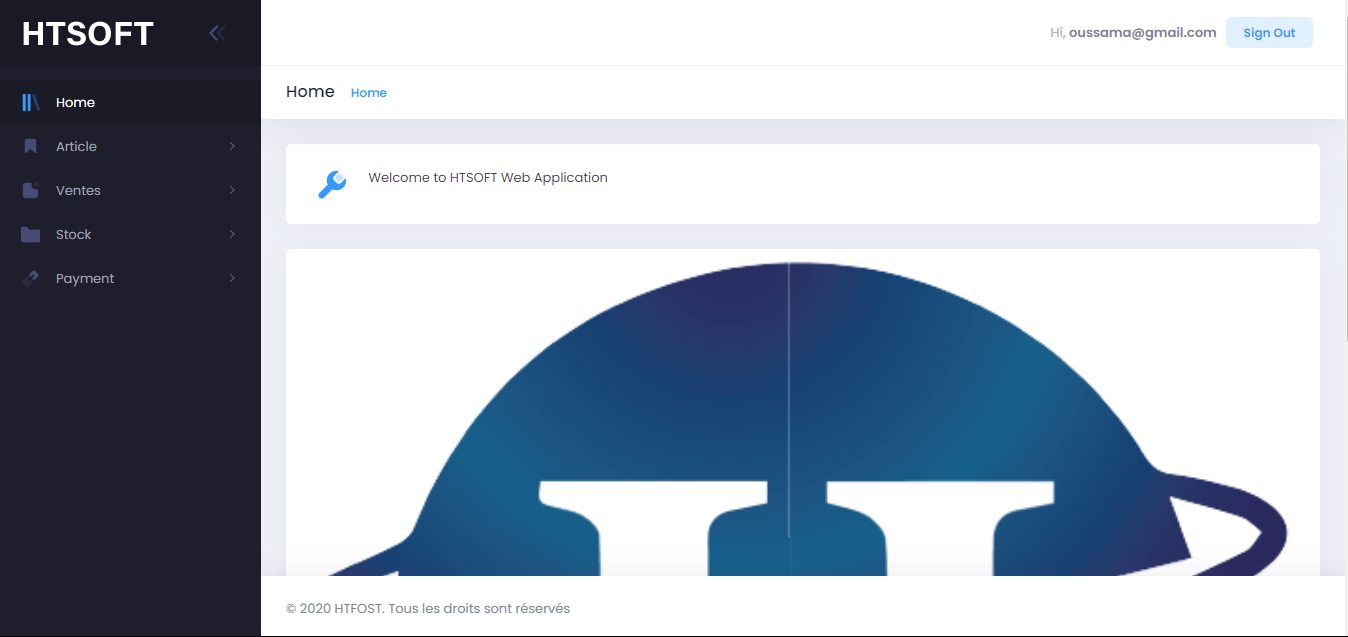 HTSOFT
Hi, oussama@gmail.com Sign Out
Home Home
Home
Article
Ventes
Stock
Payment
Welcome to HTSOFT Web Application
© 2020 HTFOST. Tous les droits sont réservés